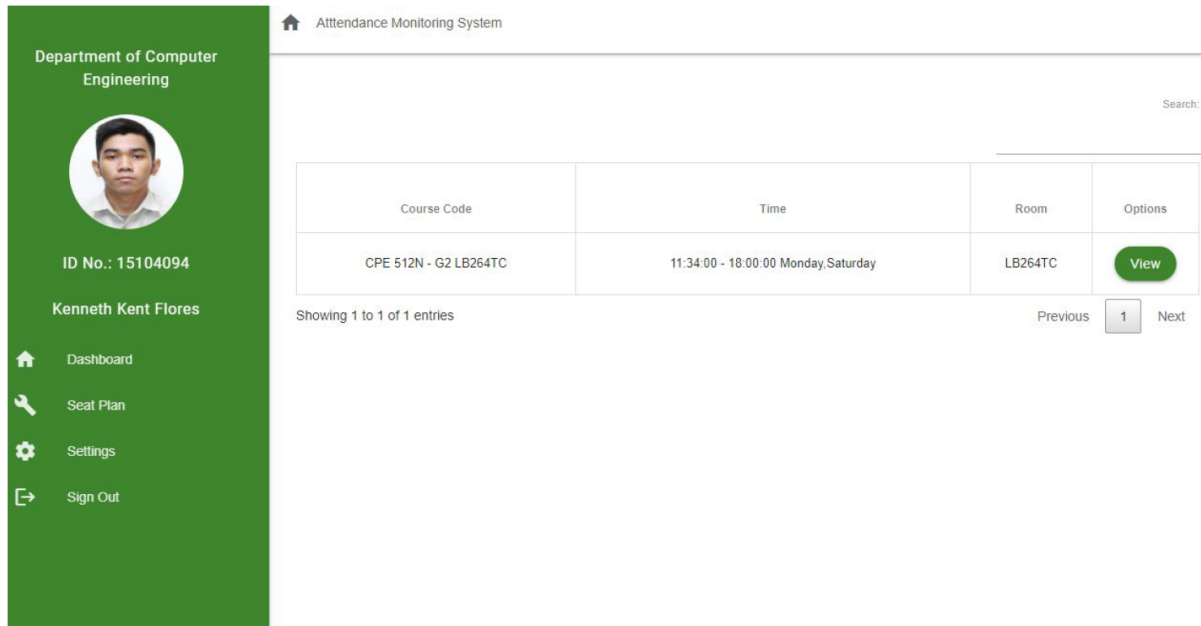 Department of Computer
Engineering
ID No.: 15104094
Kenneth Kent Flores
Dashboard
Seat Plan
Settings
Sign Out
Atttendance Monitoring System
Search:
Course Code Time Room Options
CPE 512N - G2 LB264TC 11:34:00 - 18:00:00 Monday,Saturday LB264TC View
Showing 1 to 1 of 1 entries Previous 1 Next